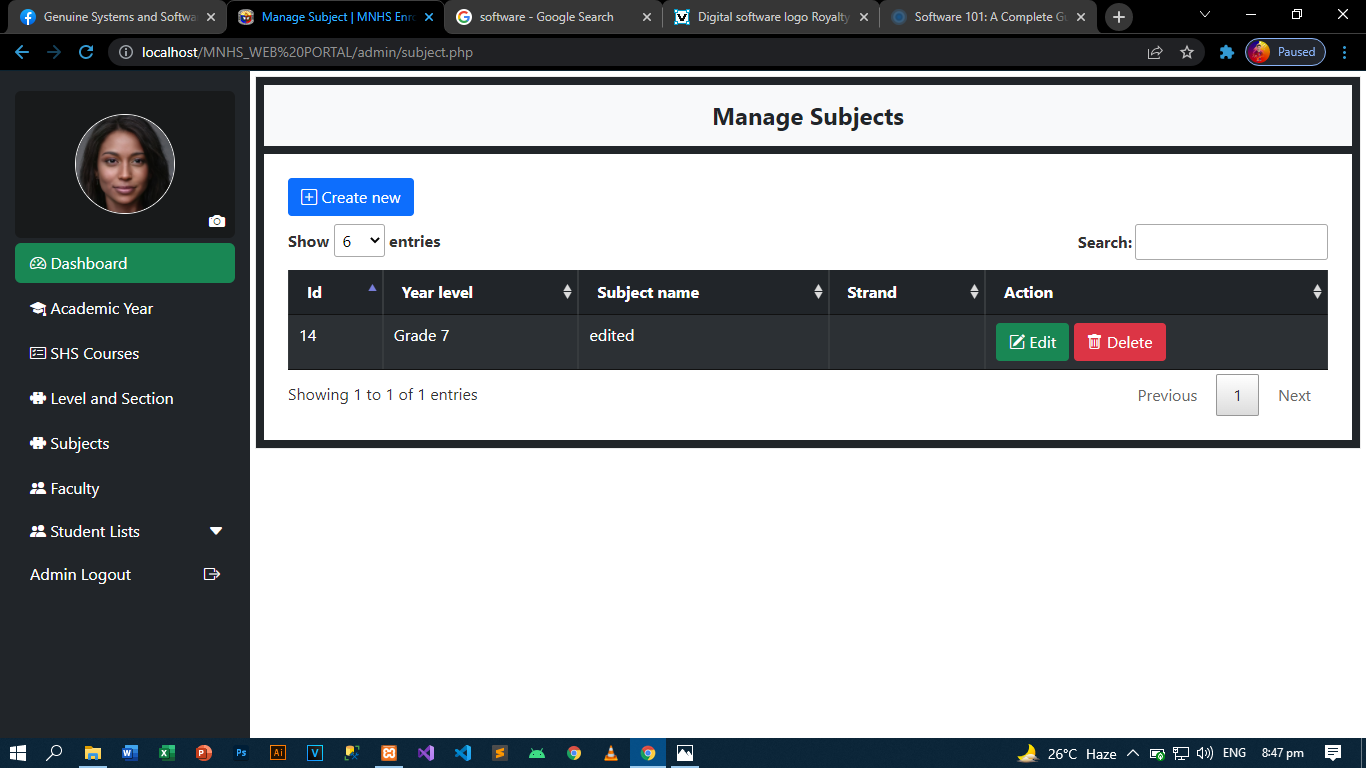 Genuine Systems and Softwa
Manage Subject | MNHS Enro
software - Google Search
Digital software logo Royalty
Software 101: A Complete Gu
localhost/MNHS_WEB%20PORTAL/admin/subject.php
Paused
Manage Subjects
Dashboard
Academic Year
SHS Courses
Level and Section
Subjects
Faculty
Student Lists
Admin Logout
Create new
Show 6 entries
Search:
Id Year level Subject name Strand Action
14 Grade 7 edited Edit Delete
Showing 1 to 1 of 1 entries
Previous 1 Next
26°C Haze ENG 8:47 pm